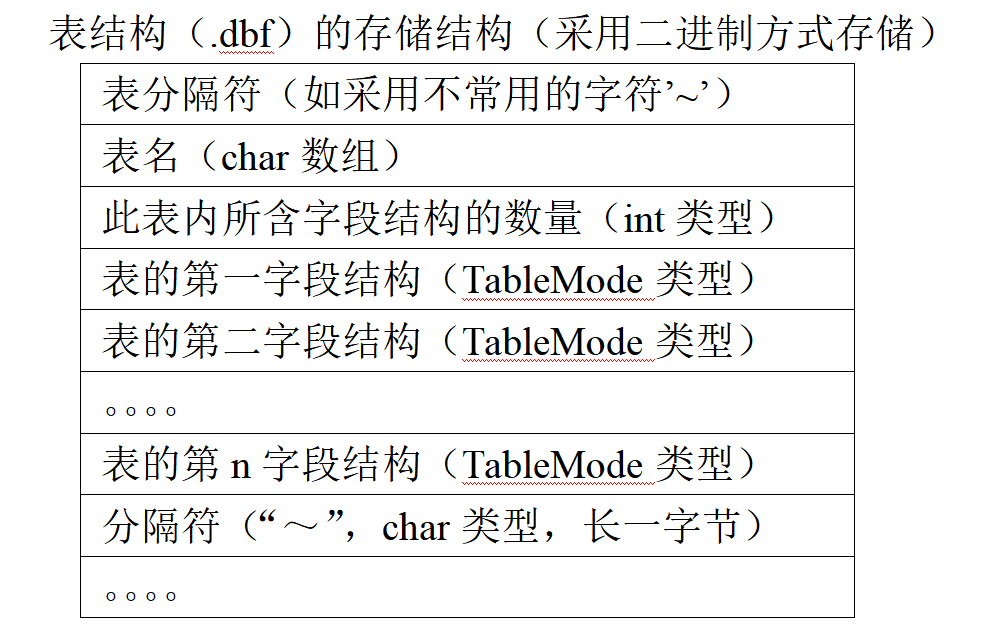 表结构（.dbf）的存储结构（采用二进制方式存储）
表分隔符（如采用不常用的字符’~’）
表名（char 数组）
此表内所含字段结构的数量（int 类型）
表的第一字段结构（TableMode 类型）
表的第二字段结构（TableMode 类型）
。。。。
表的第 n 字段结构（TableMode 类型）
分隔符（“～”，char 类型，长一字节）
。。。。